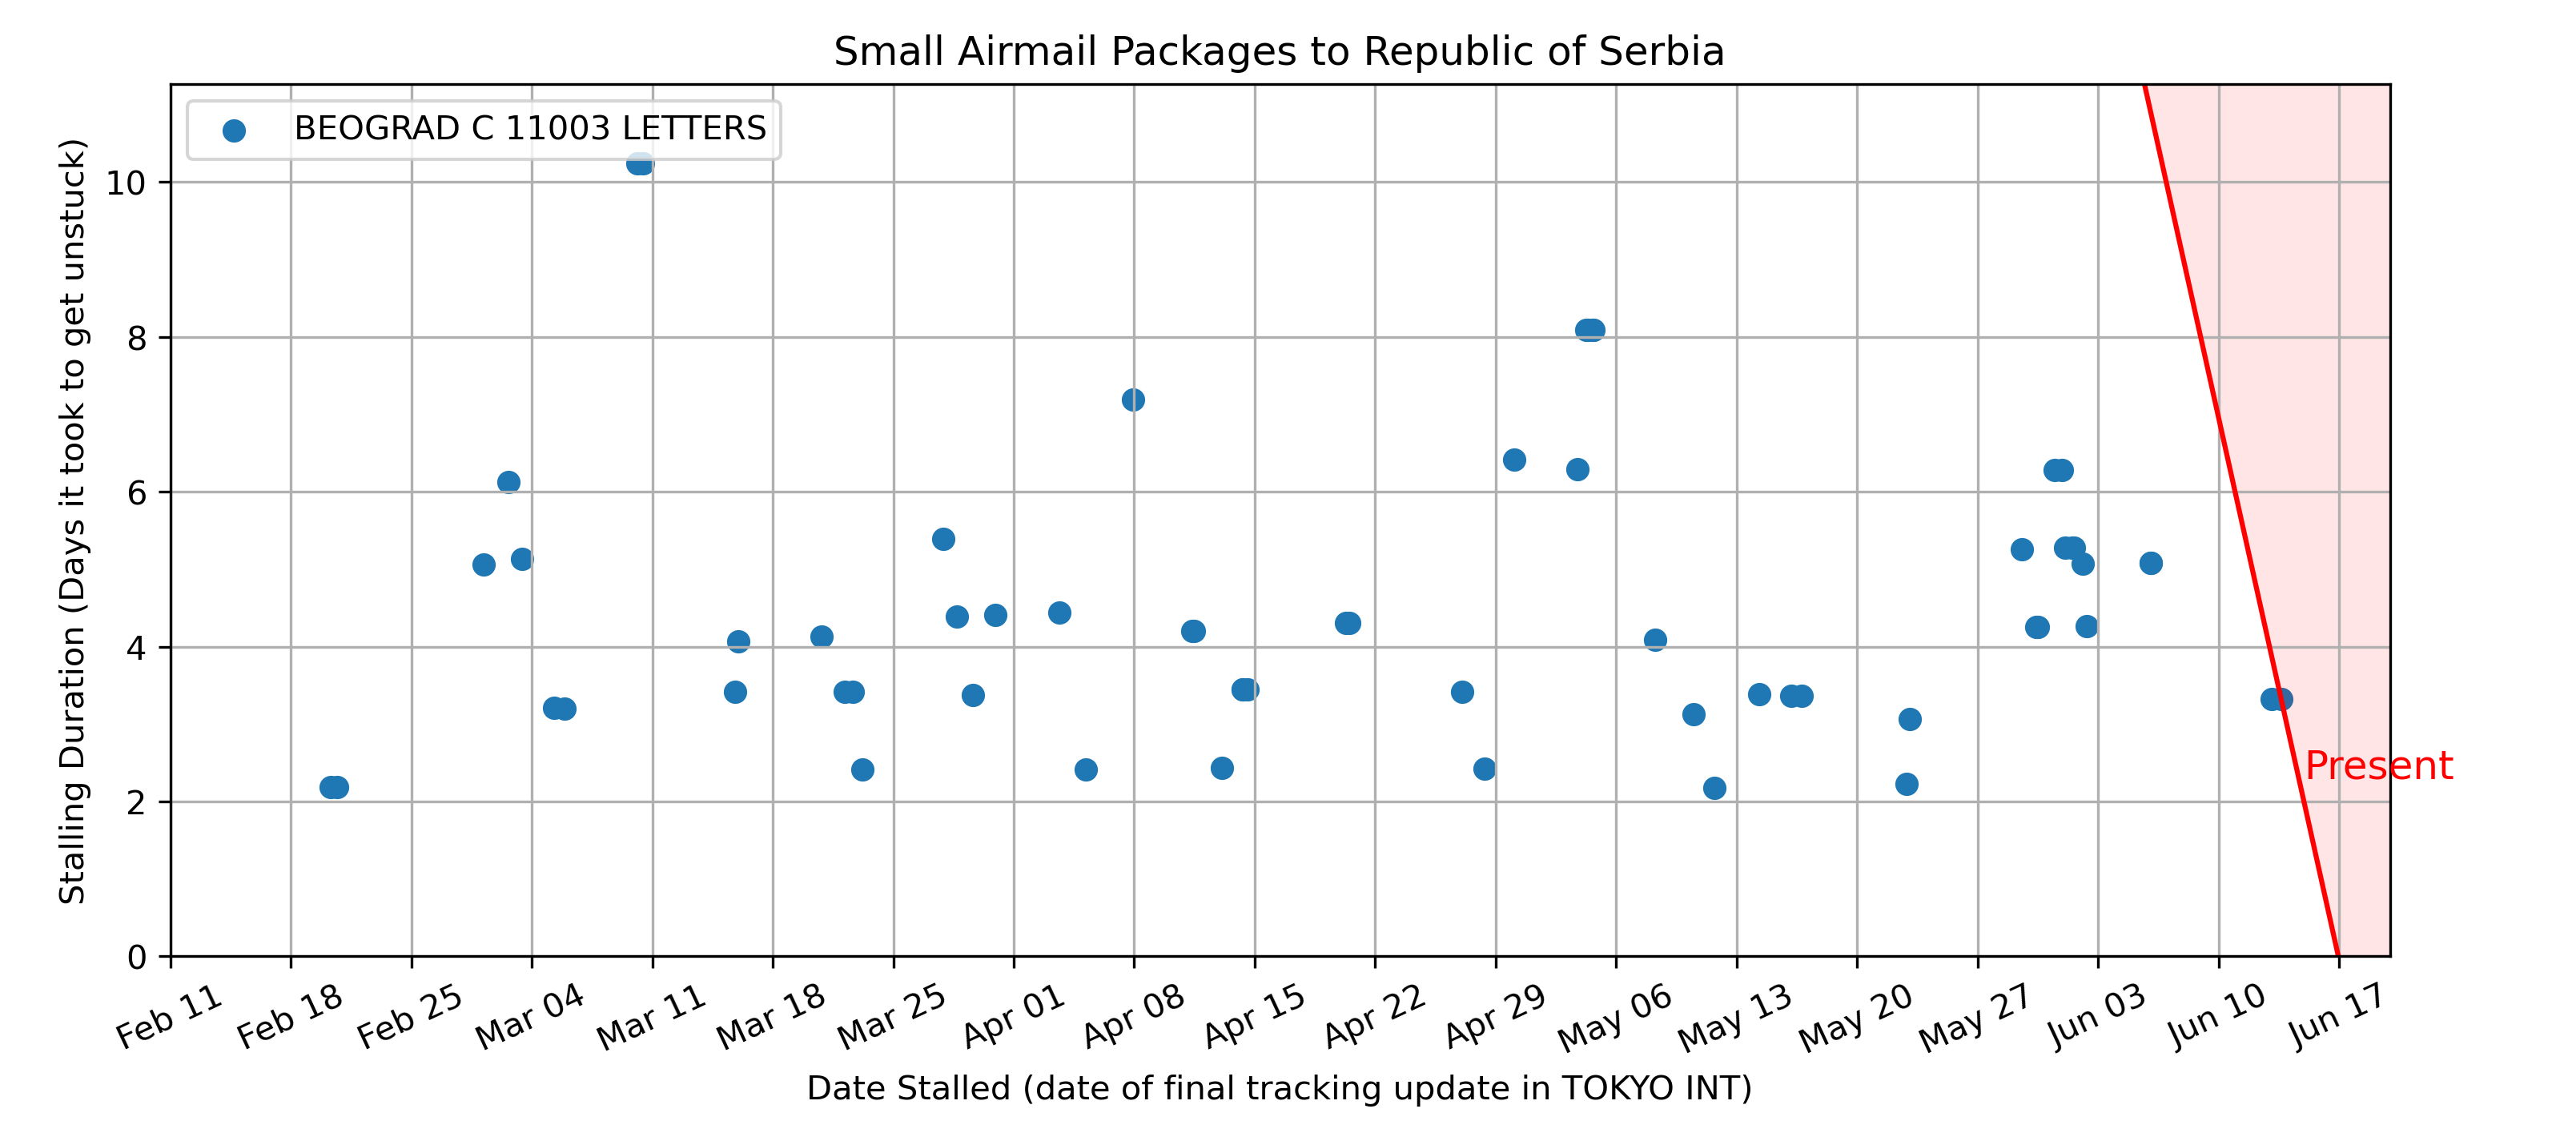 Small Airmail Packages to Republic of Serbia
BEOGRAD C 11003 LETTERS
Stalling Duration (Days it took to get unstuck)
10
8
6
4
2
0
Present
Feb 11
Feb 18
Feb 25
Mar 04
Mar 11
Mar 18
Mar 25
Apr 01
Apr 08
Apr 15
Apr 22
Apr 29
May 06
May 13
May 20
May 27
Jun 03
Jun 10
Jun 17
Date Stalled (date of final tracking update in TOKYO INT)